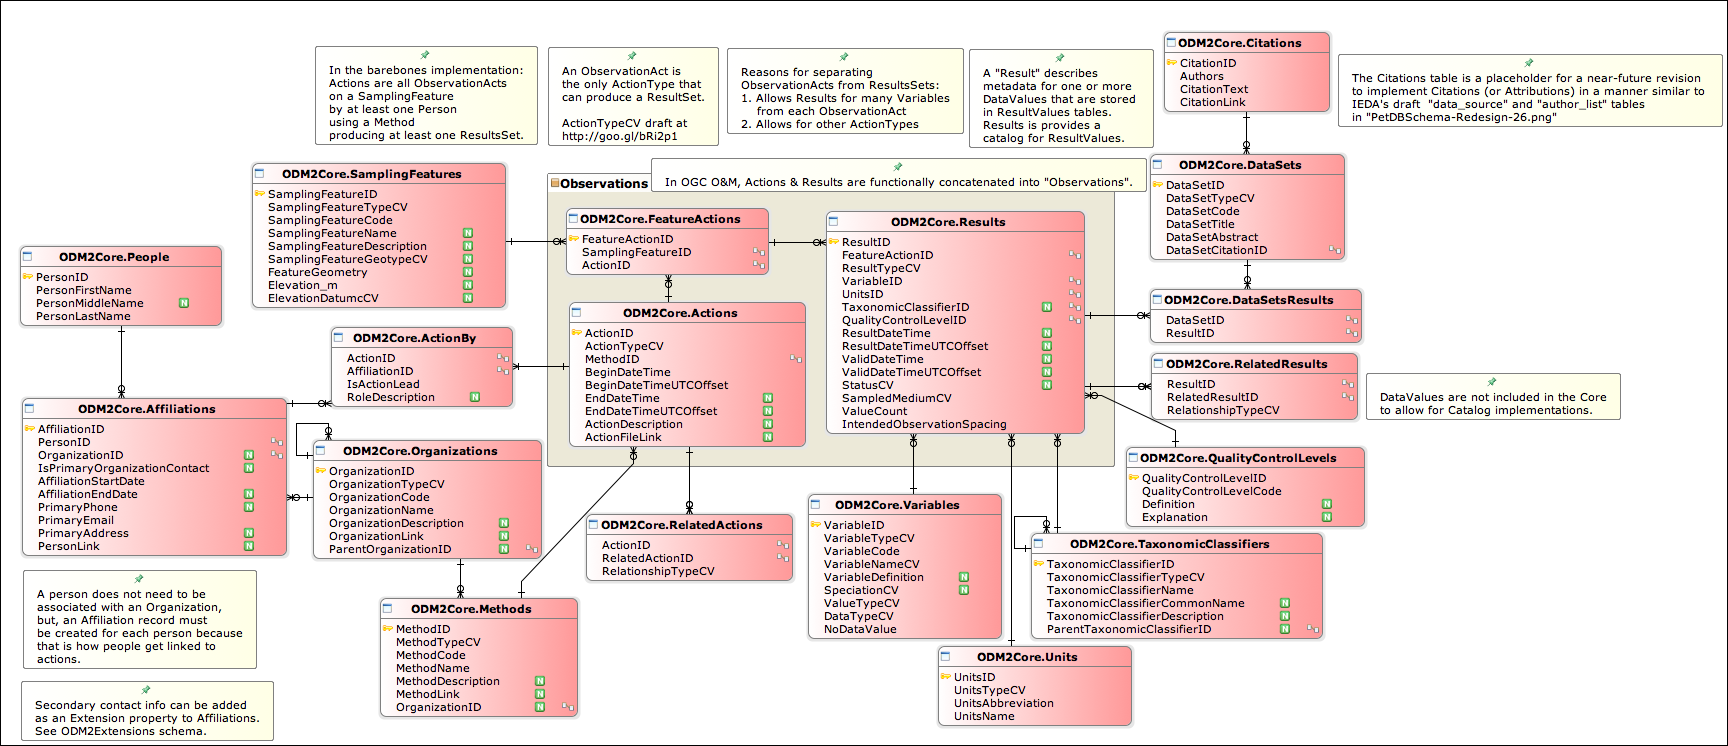 In the barebones implementation:
Actions are all ObservationActs
on a SamplingFeature
by at least one Person
using a Method
producing at least one ResultsSet.
An ObservationAct is
the only ActionType that
can produce a ResultSet.
ActionTypeCV draft at
http://goo.gl/bRi2p1
Reasons for separating
ObservationActs from ResultsSets:
1. Allows Results for many Variables
from each ObservationAct
2. Allows for other ActionTypes
A "Result" describes
metadata for one or more
DataValues that are stored
in ResultValues tables.
Results is provides a
catalog for ResultValues.
ODM2Core.Citations
CitationID
Authors
CitationText
CitationLink
The Citations table is a placeholder for a near-future revision
to implement Citations (or Attributions) in a manner similar to
IEDA's draft "data_source" and "author_list" tables
in "PetDBSchema-Redesign-26.png"
ODM2Core.SamplingFeatures
SamplingFeatureID
SamplingFeatureTypeCV
SamplingFeatureCode
SamplingFeatureName N
SamplingFeatureDescription N
SamplingFeatureGeotypeCV N
FeatureGeometry N
Elevation_m N
ElevationDatumcCV N
Observations
In OGC O&M, Actions & Results are functionally concatenated into "Observations".
ODM2Core.FeatureActions
FeatureActionID
SamplingFeatureID
ActionID
ODM2Core.Results
ResultID
FeatureActionID
ResultTypeCV
VariableID
UnitsID
TaxonomicClassifierID N
QualityControlLevelID
ResultDateTime N
ResultDateTimeUTCOffset N
ValidDateTime N
ValidDateTimeUTCOffset N
StatusCV N
SampledMediumCV
ValueCount
IntendedObservationSpacing
ODM2Core.DataSets
DataSetID
DataSetTypeCV
DataSetCode
DataSetTitle
DataSetAbstract
DataSetCitationID
ODM2Core.People
PersonID
PersonFirstName
PersonMiddleName N
PersonLastName
ODM2Core.ActionBy
ActionID
AffiliationID
IsActionLead
RoleDescription N
ODM2Core.Actions
ActionID
ActionTypeCV
MethodID
BeginDateTime
BeginDateTimeUTCOffset
EndDateTime N
EndDateTimeUTCOffset N
ActionDescription N
ActionFileLink N
ODM2Core.DataSetsResults
DataSetID
ResultID
ODM2Core.RelatedResults
ResultID
RelatedResultID
RelationshipTypeCV
DataValues are not included in the Core
to allow for Catalog implementations.
ODM2Core.Affiliations
AffiliationID
PersonID
OrganizationID N
IsPrimaryOrganizationContact N
AffiliationStartDate
AffiliationEndDate N
PrimaryPhone N
PrimaryEmail
PrimaryAddress N
PersonLink N
ODM2Core.Organizations
OrganizationID
OrganizationTypeCV
OrganizationCode
OrganizationName
OrganizationDescription N
OrganizationLink N
ParentOrganizationID N
ODM2Core.QualityControlLevels
QualityControlLevelID
QualityControlLevelCode
Definition N
Explanation N
ODM2Core.RelatedActions
ActionID
RelatedActionID
RelationshipTypeCV
ODM2Core.Variables
VariableID
VariableTypeCV
VariableCode
VariableNameCV
VariableDefinition N
SpeciationCV N
ValueTypeCV
DataTypeCV
NoDataValue
ODM2Core.TaxonomicClassifiers
TaxonomicClassifierID
TaxonomicClassifierTypeCV
TaxonomicClassifierName
TaxonomicClassifierCommonName N
TaxonomicClassifierDescription N
ParentTaxonomicClassifierID N
A person does not need to be
associated with an Organization,
but, an Affiliation record must
be created for each person because
that is how people get linked to
actions.
ODM2Core.Methods
MethodID
MethodTypeCV
MethodCode
MethodName
MethodDescription N
MethodLink N
OrganizationID N
ODM2Core.Units
UnitsID
UnitsTypeCV
UnitsAbbreviation
UnitsName
Secondary contact info can be added
as an Extension property to Affiliations.
See ODM2Extensions schema.